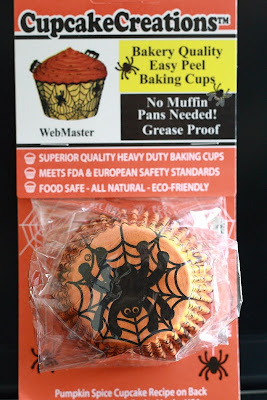 CupcakeCreations™
Bakery Quality
Easy Peel
Baking Cups
No Muffin
Pans Needed!
Grease Proof
WebMaster
SUPERIOR QUALITY HEAVY DUTY BAKING CUPS
MEETS FDA & EUROPEAN SAFETY STANDARDS
FOOD SAFE - ALL NATURAL - ECO-FRIENDLY
Pumpkin Spice Cupcake Recipe on Back